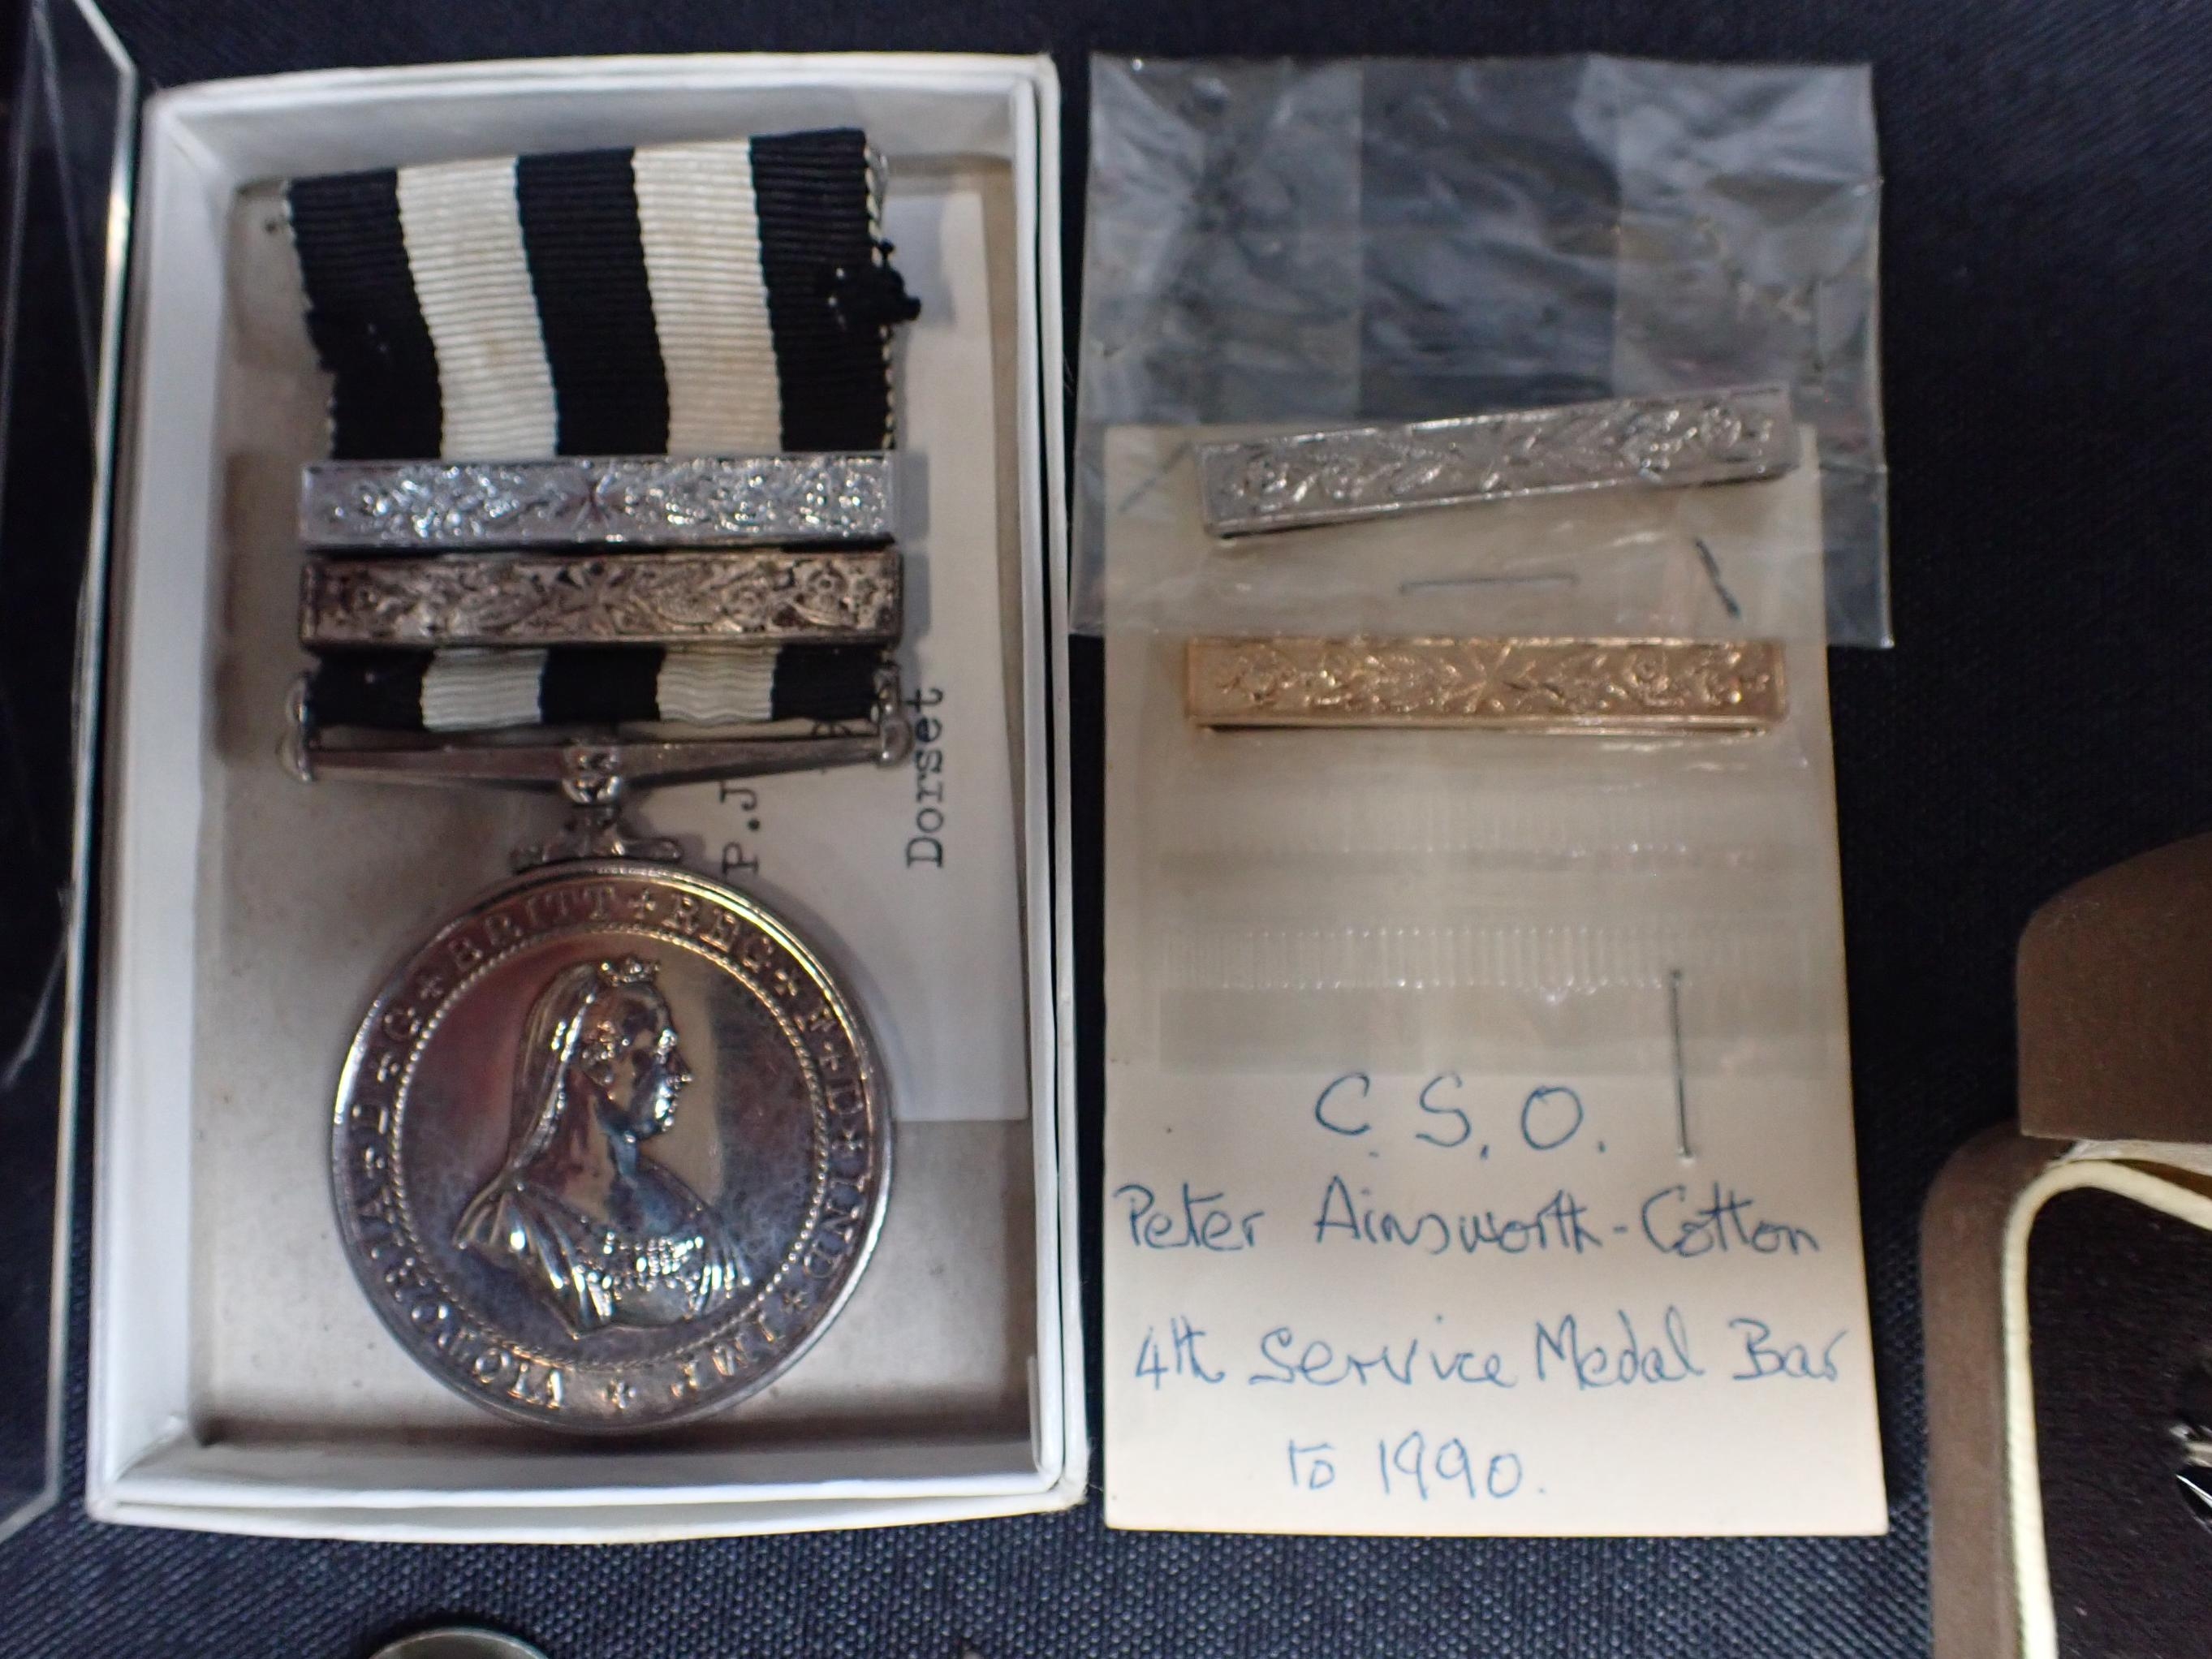 P.J
Dorset
VICTORIA + D + G + BRITT + REG + F + D + IND + IMP +
C.S.O.
Peter Ainsworth-Cotton
4th Service Medal Bar
to 1990.